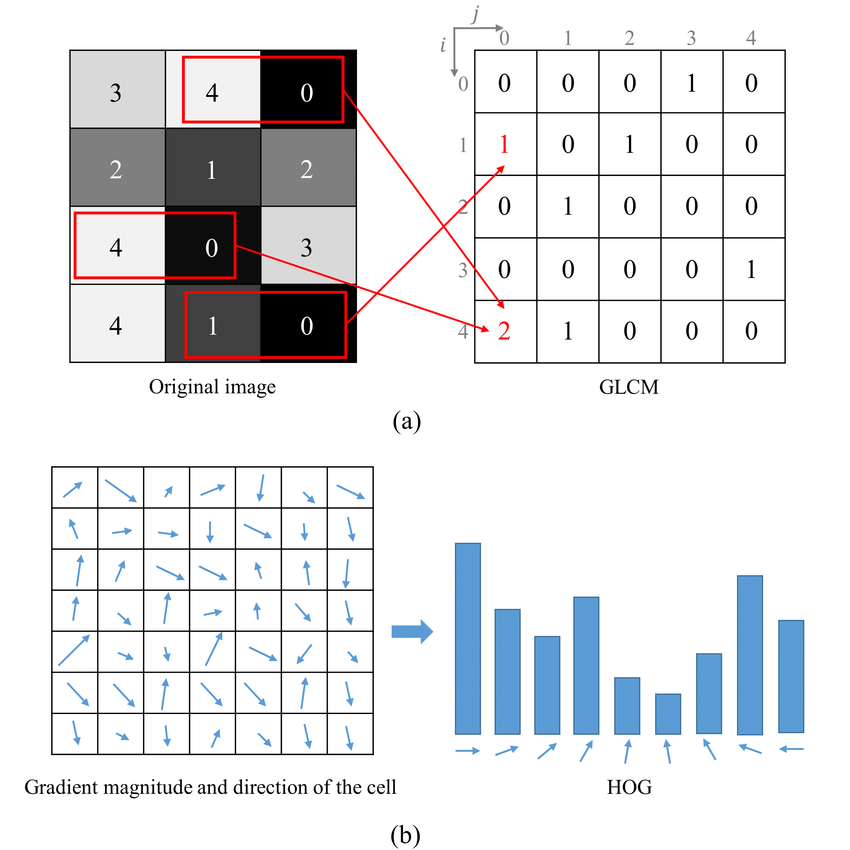 j
i
0 1 2 3 4
3 4 0
0 0 0 0 1 0
2 1 2
1 1 0 1 0 0
4 0 3
2 0 1 0 0 0
3 0 0 0 0 1
4 1 0
4 2 1 0 0 0
Original image
GLCM
(a)
Gradient magnitude and direction of the cell
HOG
(b)